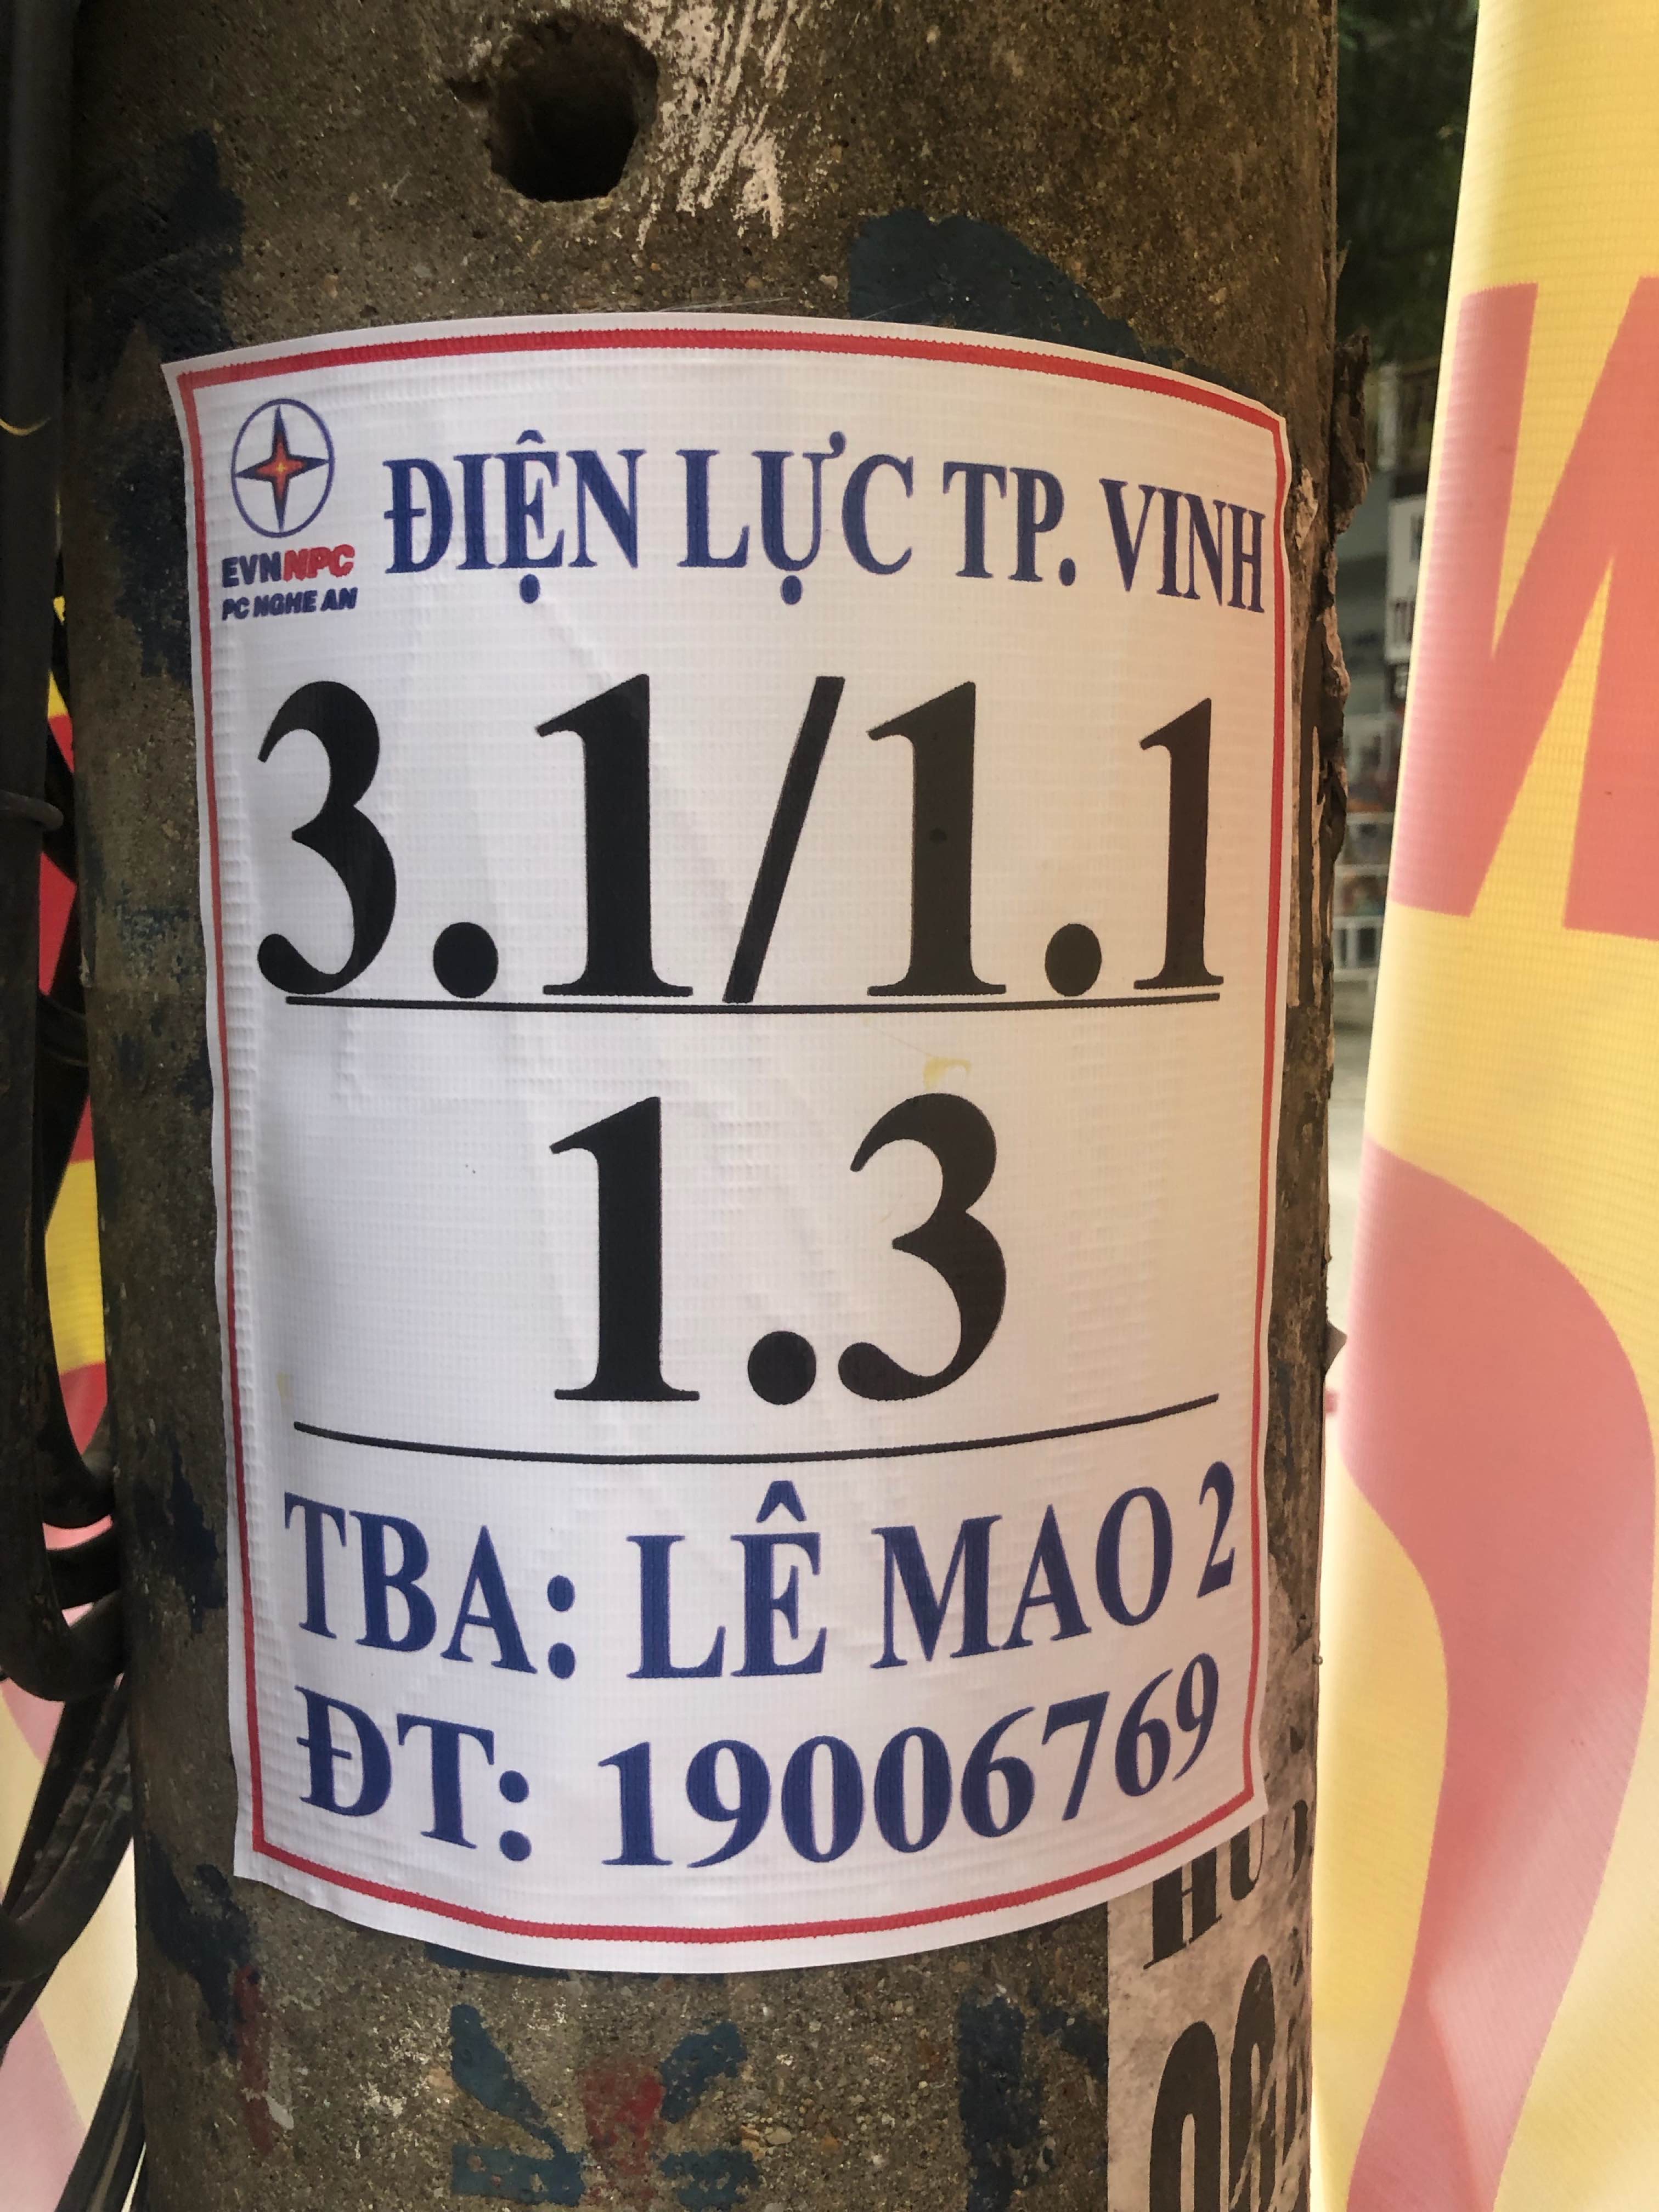 ĐIỆN LỰC TP. VINH
EVNNPC
PC NGHE AN
3.1/1.1
1.3
TBA: LÊ MAO 2
ĐT: 19006769